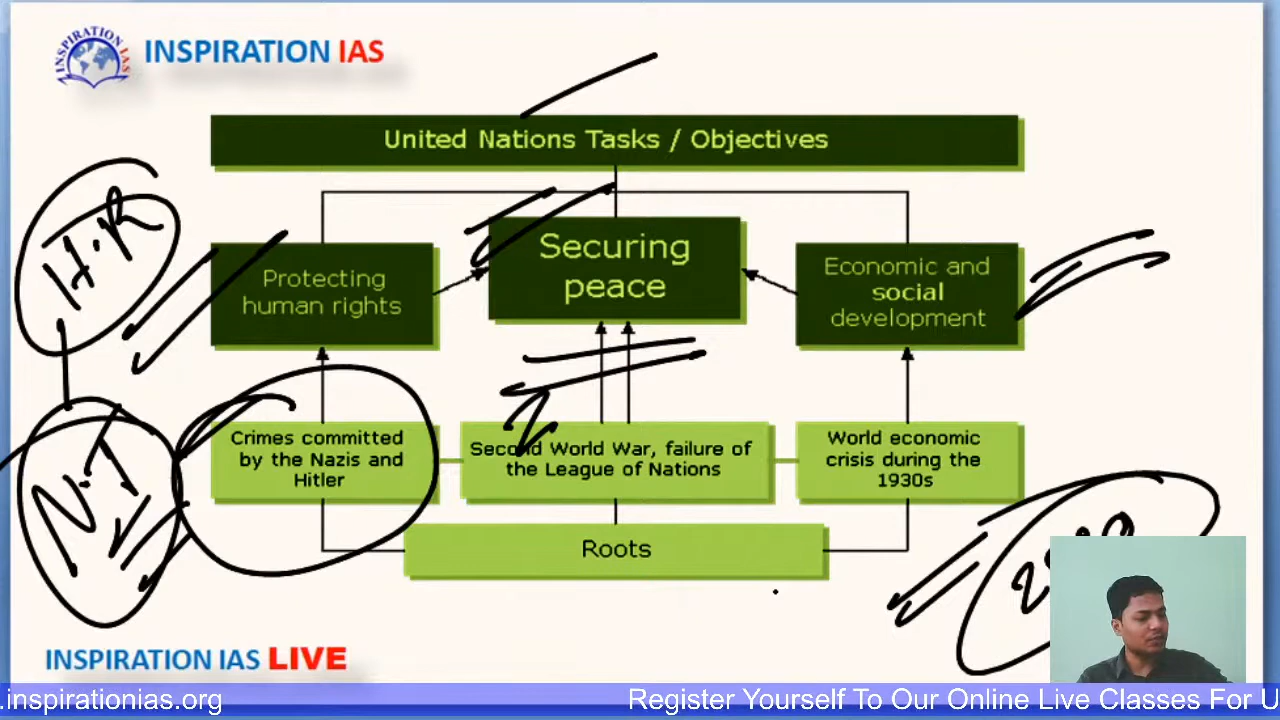 INSPIRATION IAS
INSPIRATION IAS
United Nations Tasks / Objectives
H.R
Protecting
human rights
Securing
peace
Economic and
social
development
Crimes committed
by the Nazis and
Hitler
Second World War, failure of
the League of Nations
World economic
crisis during the
1930s
Roots
INSPIRATION IAS LIVE
.inspirationias.org
Register Yourself To Our Online Live Classes For U